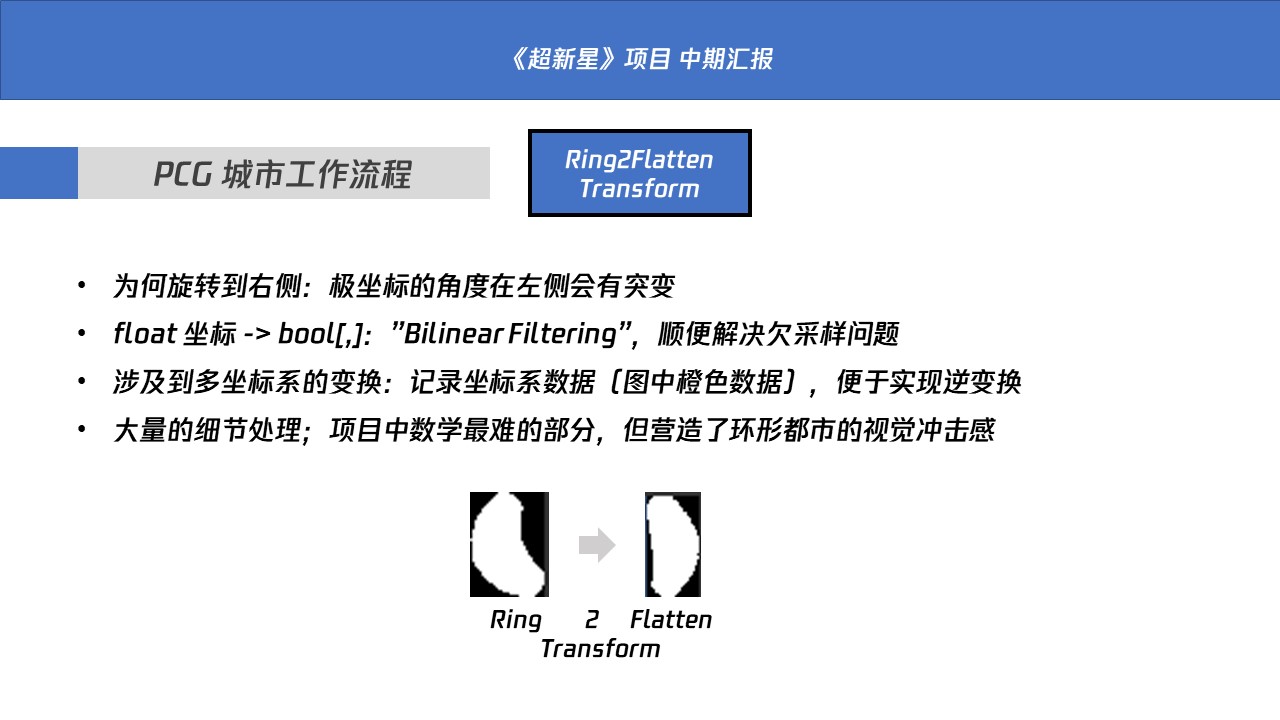 《超新星》项目 中期汇报
PCG 城市工作流程
Ring2Flatten
Transform
• 为何旋转到右侧：极坐标的角度在左侧会有突变
• float 坐标 -> bool[,]：”Bilinear Filtering”，顺便解决欠采样问题
• 涉及到多坐标系的变换：记录坐标系数据（图中橙色数据），便于实现逆变换
• 大量的细节处理；项目中数学最难的部分，但营造了环形都市的视觉冲击感
Ring 2 Flatten
Transform